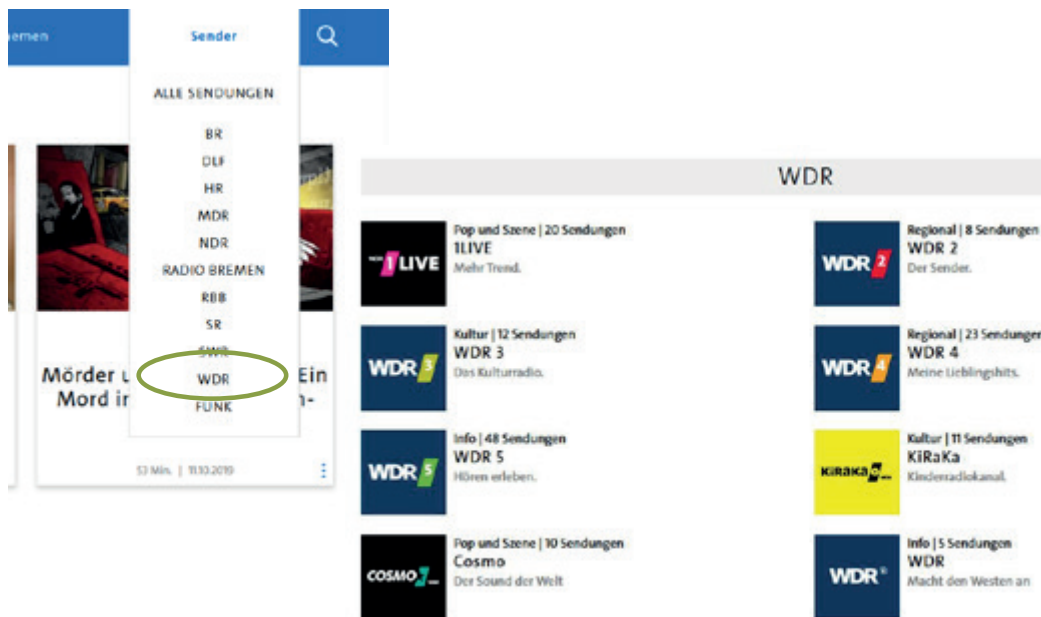 emen
Sender
ALLE SENDUNGEN
BR
DLF
HR
MDR
NDR
RADIO BREMEN
RBB
SR
SWR
WDR
FUNK
Mörder u
Ein
Mord in
n-
53 Min. | 11.10.2019
WDR
1LIVE
Pop und Szene | 20 Sendungen
1LIVE
Mehr Trend.
WDR 2
Regional | 8 Sendungen
WDR 2
Der Sender.
WDR 3
Kultur | 12 Sendungen
WDR 3
Das Kulturradio.
WDR 4
Regional | 23 Sendungen
WDR 4
Meine Lieblingshits.
WDR 5
Info | 48 Sendungen
WDR 5
Hören erleben.
KiRaKa
Kultur | 11 Sendungen
KiRaKa
Kinderradiokanal.
COSMO
Pop und Szene | 10 Sendungen
Cosmo
Der Sound der Welt
WDR
Info | 5 Sendungen
WDR
Macht den Westen an